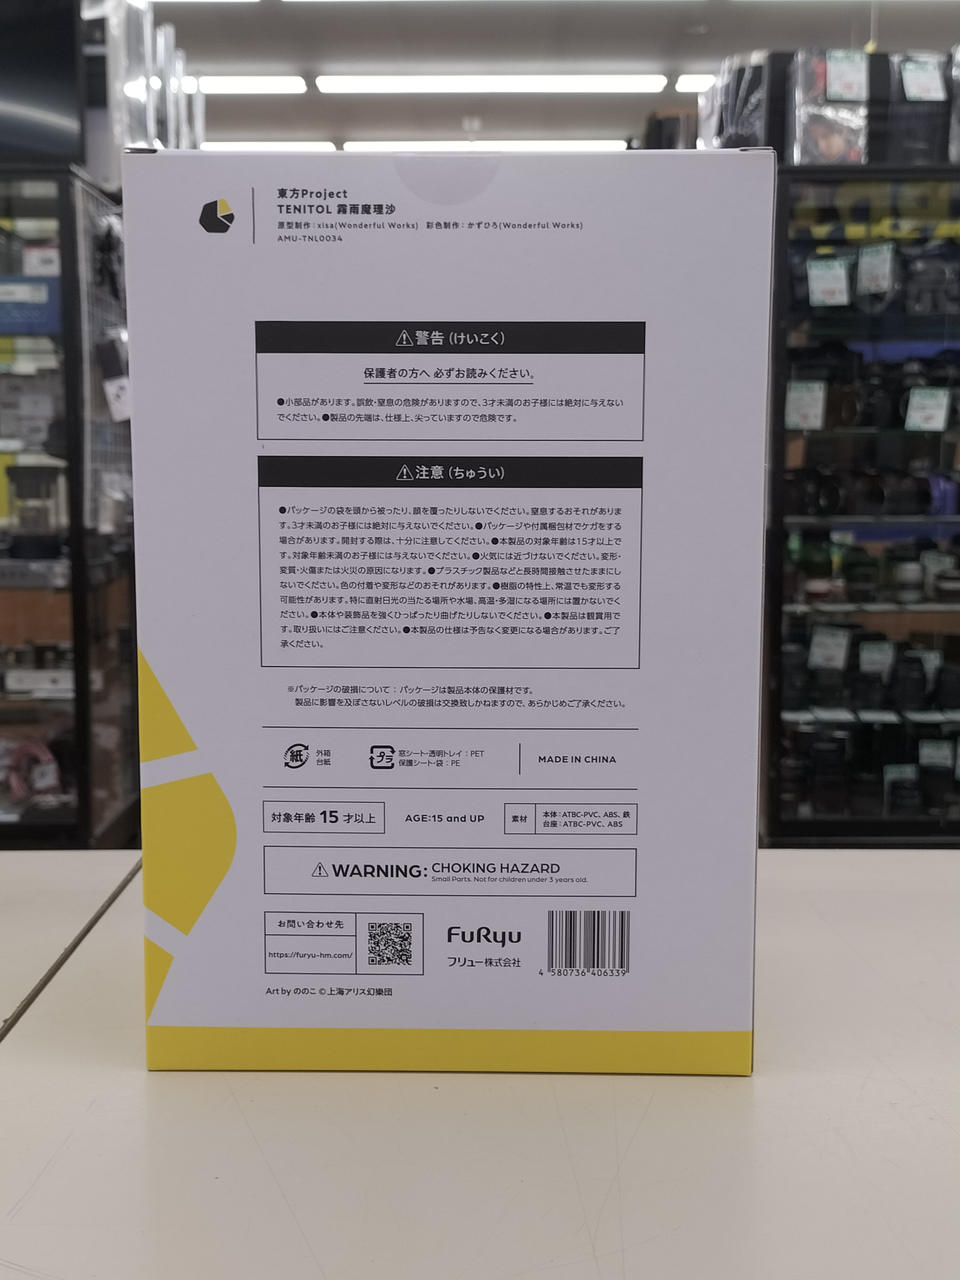 東方Project
TENITOL 霧雨魔理沙
原型制作：xisa(Wonderful Works) 彩色制作：かずひろ(Wonderful Works)
AMU-TNL0034
⚠警告（けいこく）
保護者の方へ 必ずお読みください。
●小部品があります。誤飲・窒息の危険がありますので、3才未満のお子様には絶対に与えない
でください。●製品の先端は、仕様上、尖っていますので危険です。
⚠注意（ちゅうい）
●パッケージの袋を頭から被ったり、顔を覆ったりしないでください。窒息するおそれがありま
す。3才未満のお子様には絶対に与えないでください。●パッケージや付属梱包材でケガをする
場合があります。開封する際は、十分に注意してください。●本製品の対象年齢は15才以上で
す。対象年齢未満のお子様には与えないでください。●火気には近づけないでください。変形・
変質・火傷または火災の原因になります。●プラスチック製品などと長時間接触させたままにし
ないでください。色の付着や変形などのおそれがあります。●樹脂の特性上、常温でも変形する
可能性があります。特に直射日光の当たる場所や水場、高温・多湿になる場所には置かないでく
ださい。●本体や装飾品を強くひっぱったり曲げたりしないでください。●本製品は観賞用で
す。取り扱いにはご注意ください。●本製品の仕様は予告なく変更になる場合があります。ご了
承ください。
※パッケージの破損について：パッケージは製品本体の保護材です。
製品に影響を及ぼさないレベルの破損は交換致しかねますので、あらかじめご了承ください。
紙 外箱
台紙
プラ 窓シート・透明トレイ：PET
保護シート・袋：PE
MADE IN CHINA
対象年齢 15 才以上
AGE:15 and UP
素材
本体：ATBC-PVC、ABS、鉄
台座：ATBC-PVC、ABS
⚠WARNING: CHOKING HAZARD
Small Parts. Not for children under 3 years old.
お問い合わせ先
https://furyu-hm.com/
FuRyu
フリュー株式会社
4 580736 406339
Art by ののこ ©上海アリス幻樂団